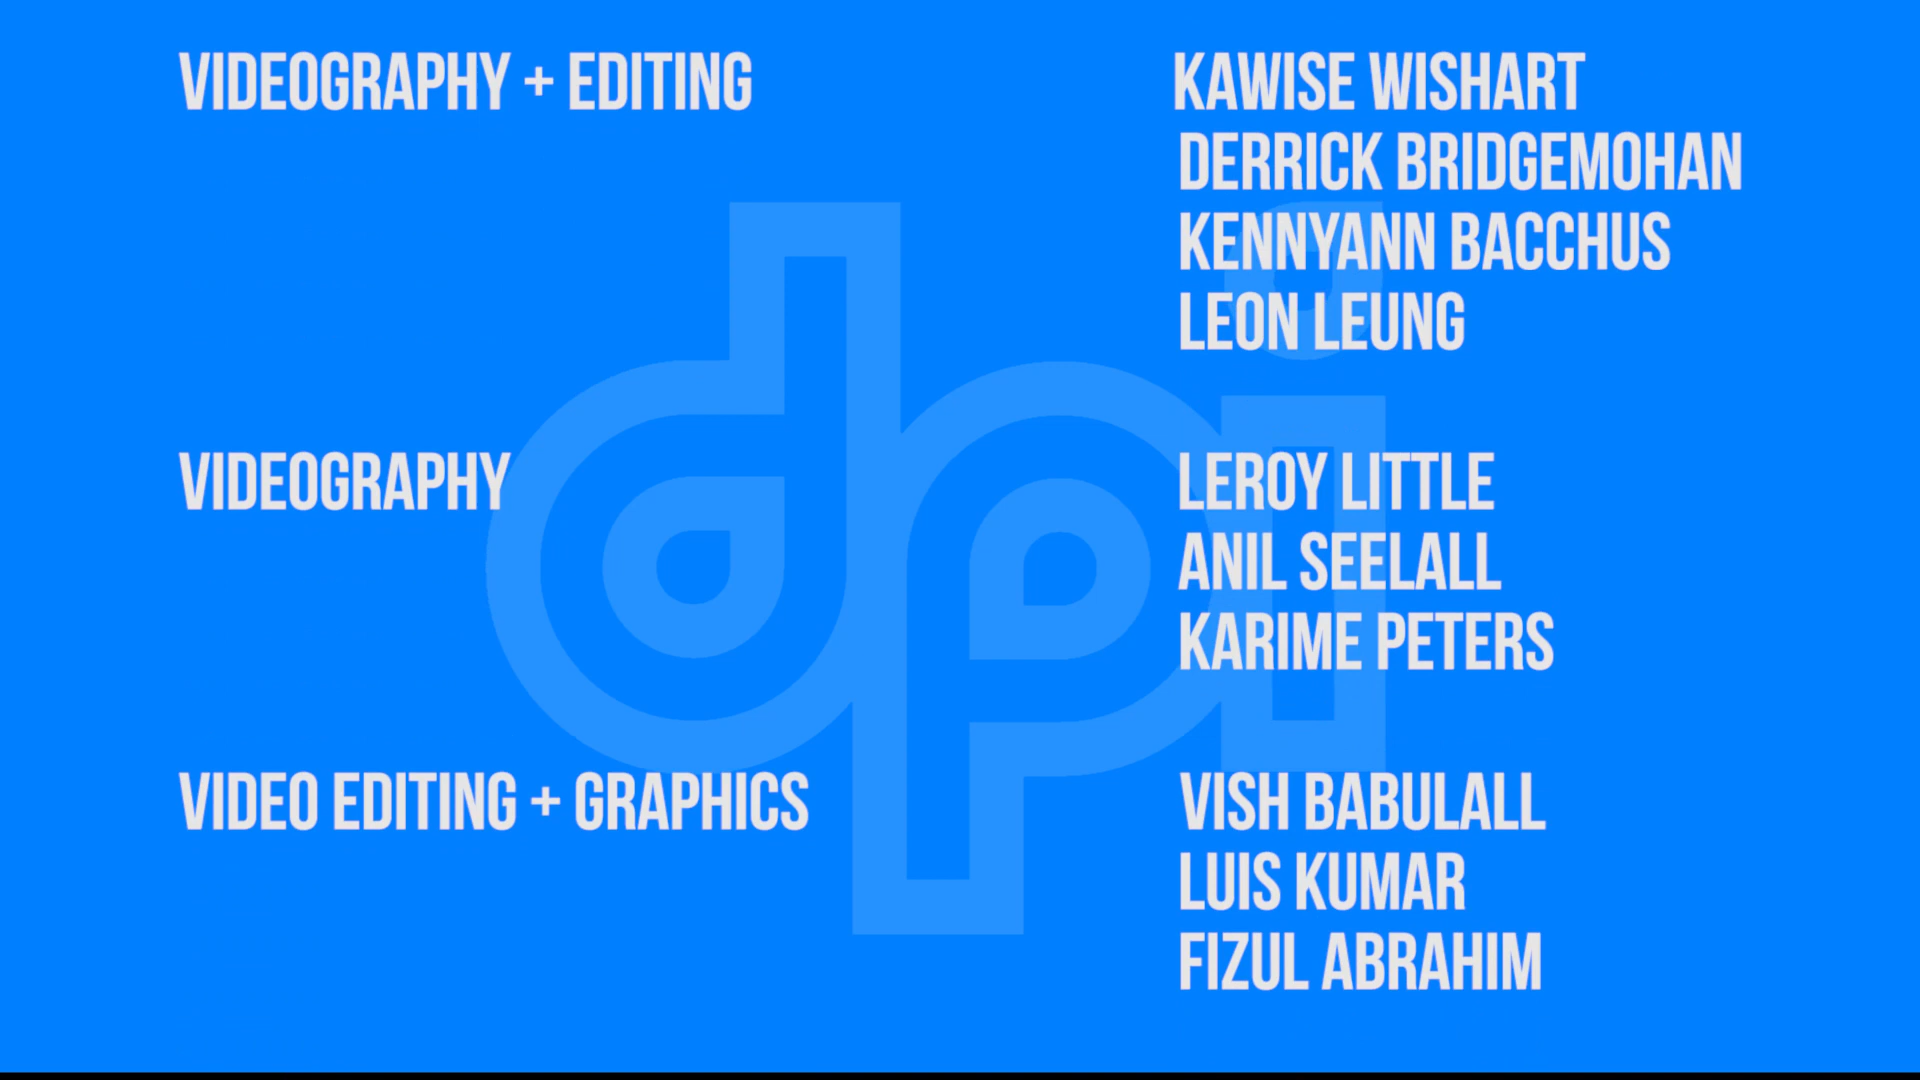 VIDEOGRAPHY + EDITING KAWISE WISHART
DERRICK BRIDGEMOHAN
KENNYANN BACCHUS
LEON LEUNG
VIDEOGRAPHY LEROY LITTLE
ANIL SEELALL
KARIME PETERS
VIDEO EDITING + GRAPHICS VISH BABULALL
LUIS KUMAR
FIZUL ABRAHIM
dpi